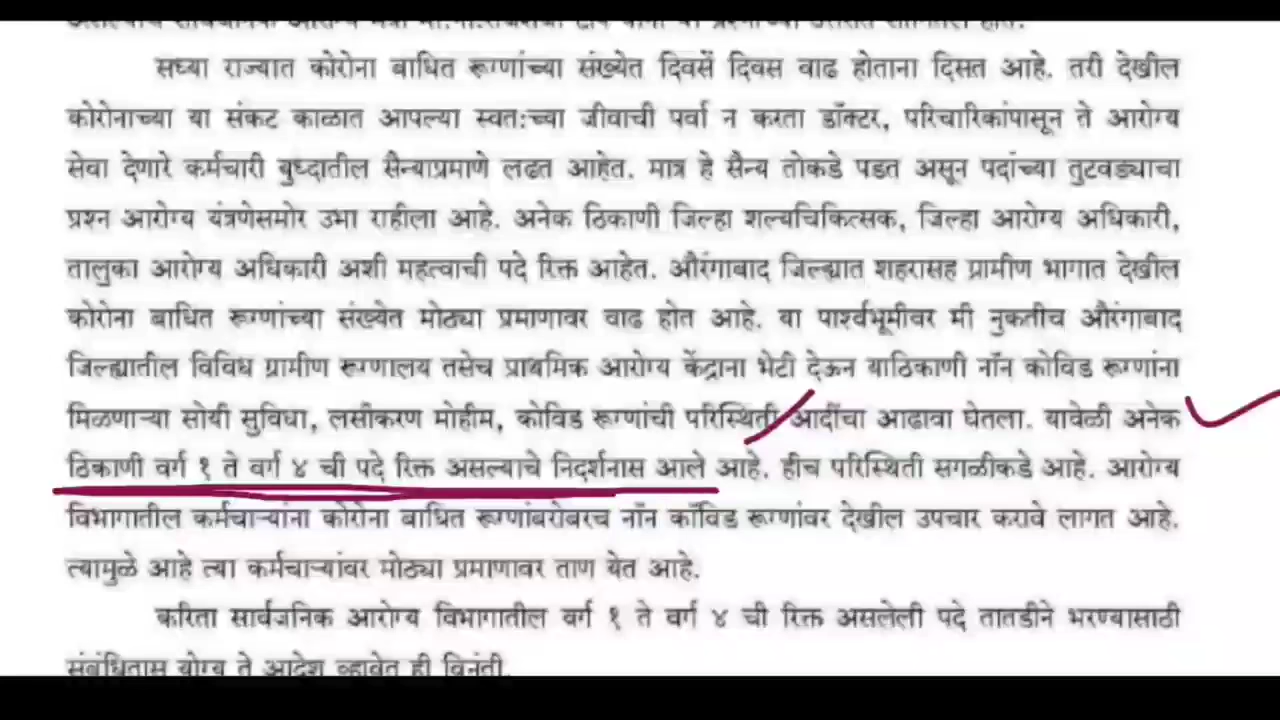 सध्या राज्यात कोरोना बाधित रूग्णांच्या संख्येत दिवसें दिवस वाढ होताना दिसत आहे. तरी देखील
कोरोनाच्या या संकट काळात आपल्या स्वतःच्या जीवाची पर्वा न करता डॉक्टर, परिचारिकांपासून ते आरोग्य
सेवा देणारे कर्मचारी बुध्दातील सैन्याप्रमाणे लढत आहेत. मात्र हे सैन्य तोकडे पडत असून पदांच्या तुटवड्याचा
प्रश्न आरोग्य यंत्रणेसमोर उभा राहीला आहे. अनेक ठिकाणी जिल्हा शल्यचिकित्सक, जिल्हा आरोग्य अधिकारी,
तालुका आरोग्य अधिकारी अशी महत्वाची पदे रिक्त आहेत. औरंगाबाद जिल्ह्यात शहरासह ग्रामीण भागात देखील
कोरोना बाधित रूग्णांच्या संख्येत मोठ्या प्रमाणावर वाढ होत आहे. या पार्श्वभूमीवर मी नुकतीच औरंगाबाद
जिल्ह्यातील विविध ग्रामीण रूग्णालय तसेच प्राथमिक आरोग्य केंद्राना भेटी देऊन याठिकाणी नॉन कोविड रूग्णांना
मिळणाऱ्या सोयी सुविधा, लसीकरण मोहीम, कोविड रूग्णांची परिस्थिती आदींचा आढावा घेतला. यावेळी अनेक
ठिकाणी वर्ग १ ते वर्ग ४ ची पदे रिक्त असल्याचे निदर्शनास आले आहे. हीच परिस्थिती सगळीकडे आहे. आरोग्य
विभागातील कर्मचाऱ्यांना कोरोना बाधित रूग्णांबरोबरच नॉन कॉविड रूग्णांवर देखील उपचार करावे लागत आहे.
त्यामुळे आहे त्या कर्मचाऱ्यांवर मोठ्या प्रमाणावर ताण येत आहे.
करिता सार्वजनिक आरोग्य विभागातील वर्ग १ ते वर्ग ४ ची रिक्त असलेली पदे तातडीने भरण्यासाठी
संबंधितास योग्य ते आदेश व्हावेत ही विनंती.